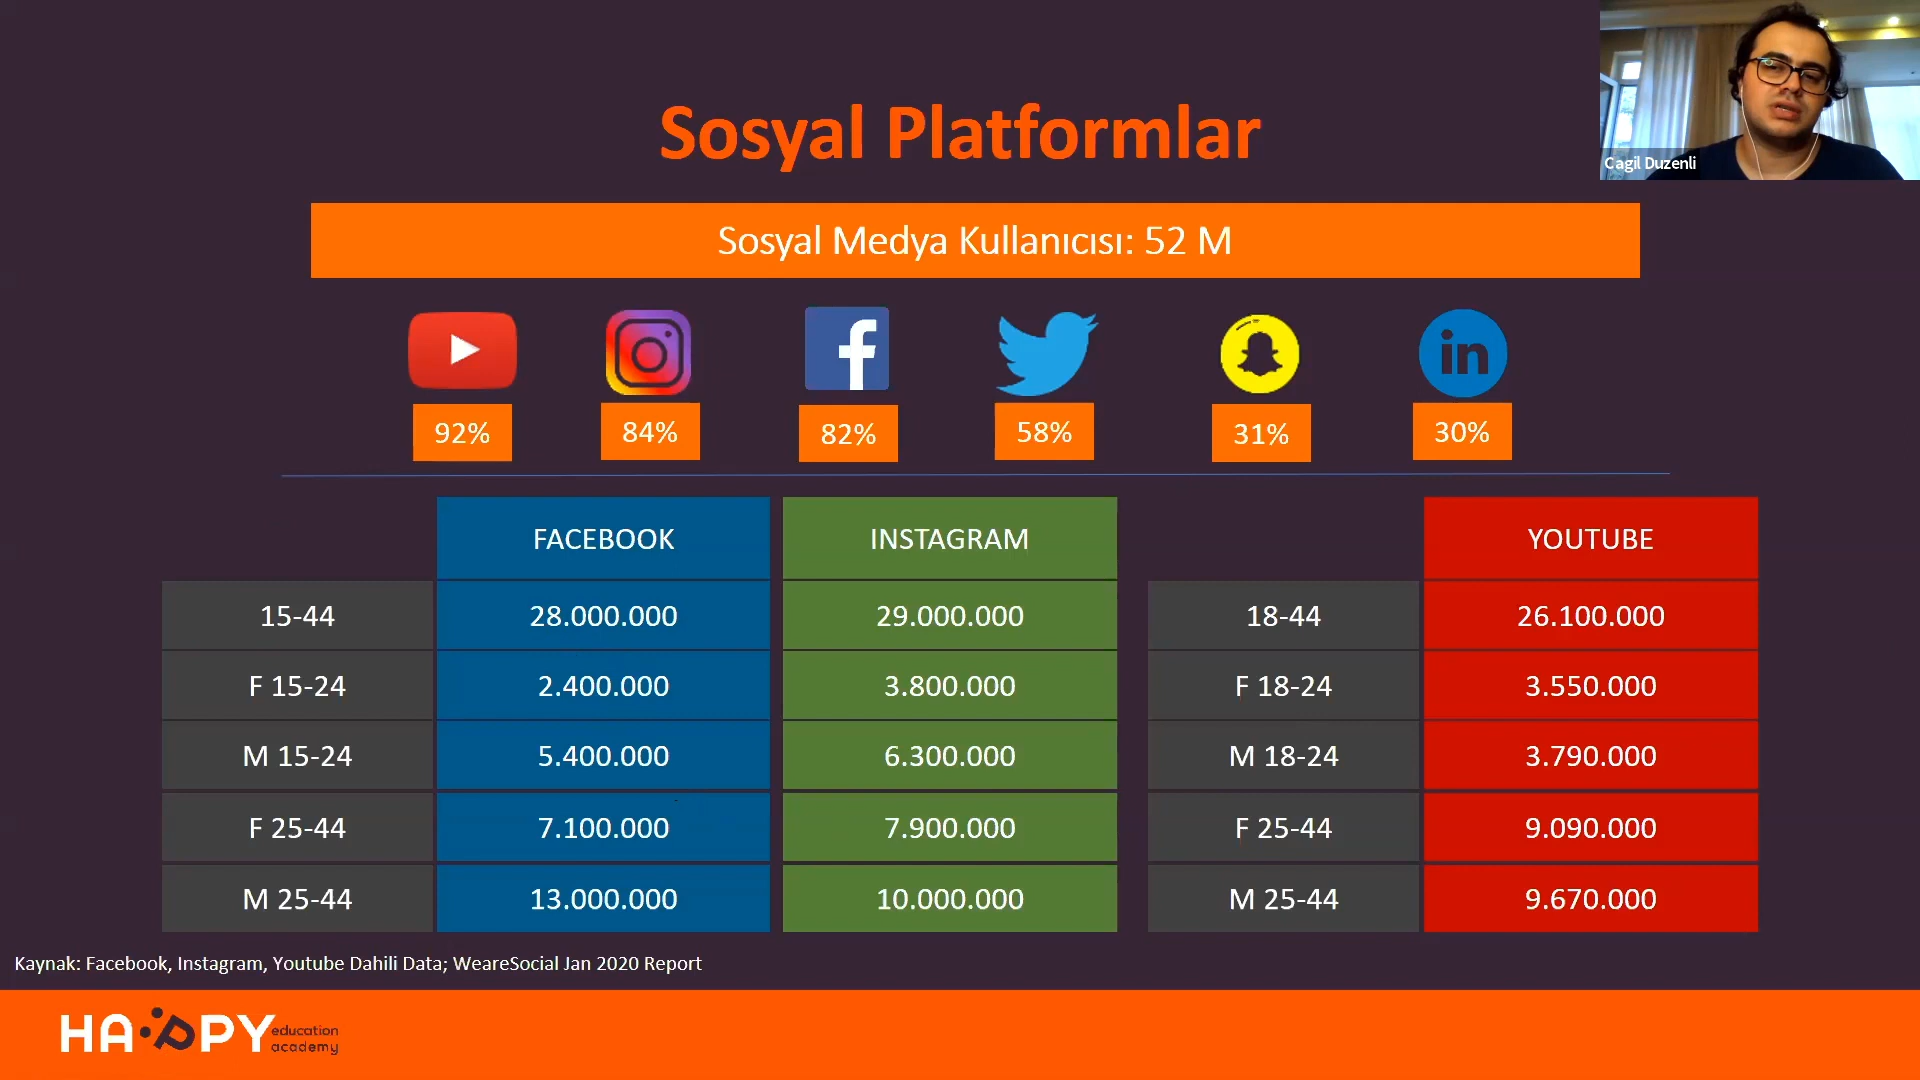 Cagil Duzenli
Sosyal Platformlar
Sosyal Medya Kullanıcısı: 52 M
92% 84% 82% 58% 31% 30%
FACEBOOK INSTAGRAM YOUTUBE
15-44 28.000.000 29.000.000 18-44 26.100.000
F 15-24 2.400.000 3.800.000 F 18-24 3.550.000
M 15-24 5.400.000 6.300.000 M 18-24 3.790.000
F 25-44 7.100.000 7.900.000 F 25-44 9.090.000
M 25-44 13.000.000 10.000.000 M 25-44 9.670.000
Kaynak: Facebook, Instagram, Youtube Dahili Data; WeareSocial Jan 2020 Report
HAPPY education
academy